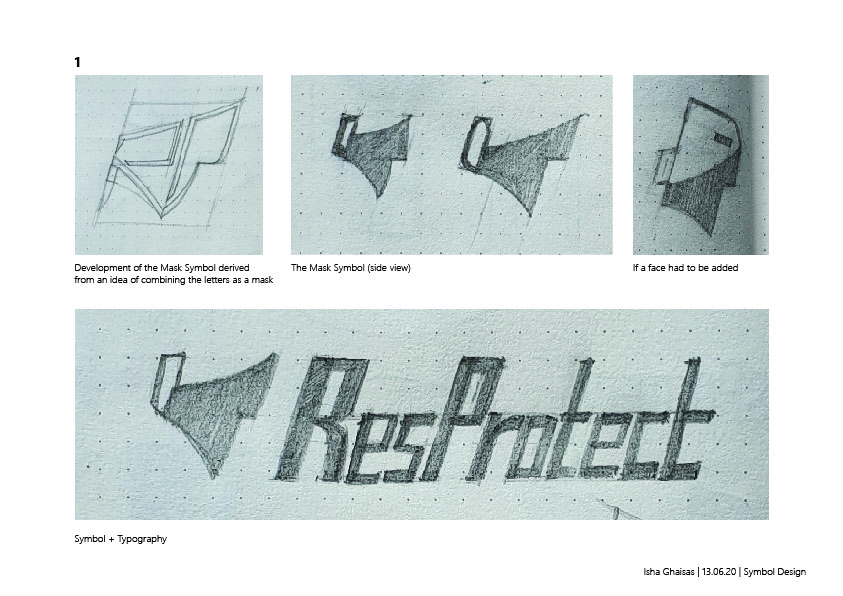 1
Development of the Mask Symbol derived
from an idea of combining the letters as a mask
The Mask Symbol (side view)
If a face had to be added
ResProtect
Symbol + Typography
Isha Ghaisas | 13.06.20 | Symbol Design